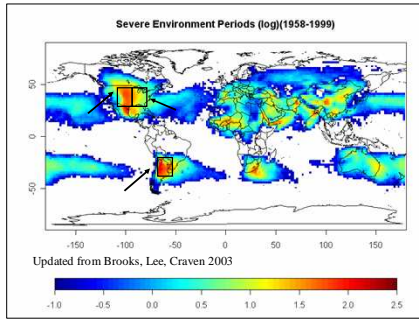 Severe Environment Periods (log)(1958-1999)
50
0
-50
-150 -100 -50 0 50 100 150
Updated from Brooks, Lee, Craven 2003
-1.0 -0.5 0.0 0.5 1.0 1.5 2.0 2.5